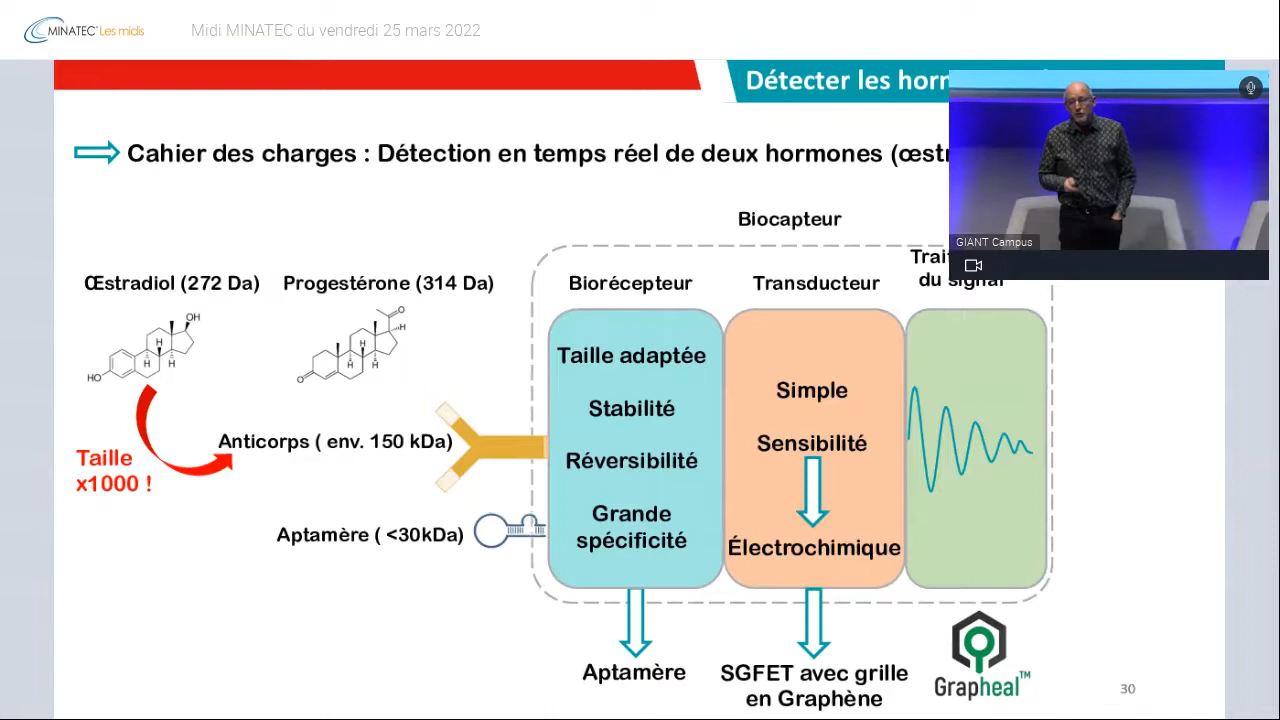 MINATEC Les midis
Midi MINATEC du vendredi 25 mars 2022
Détecter les horm
Cahier des charges : Détection en temps réel de deux hormones (œstr
GIANT Campus
Biocapteur
Œstradiol (272 Da)
Progestérone (314 Da)
Biorécepteur
Transducteur
du signal
OH
H
H
H
HO
O
H
H
H
H
O
Taille adaptée
Stabilité
Réversibilité
Grande
spécificité
Simple
Sensibilité
Électrochimique
Taille
x1000 !
Anticorps ( env. 150 kDa)
Aptamère ( <30kDa)
Aptamère
SGFET avec grille
en Graphène
Grapheal™
30